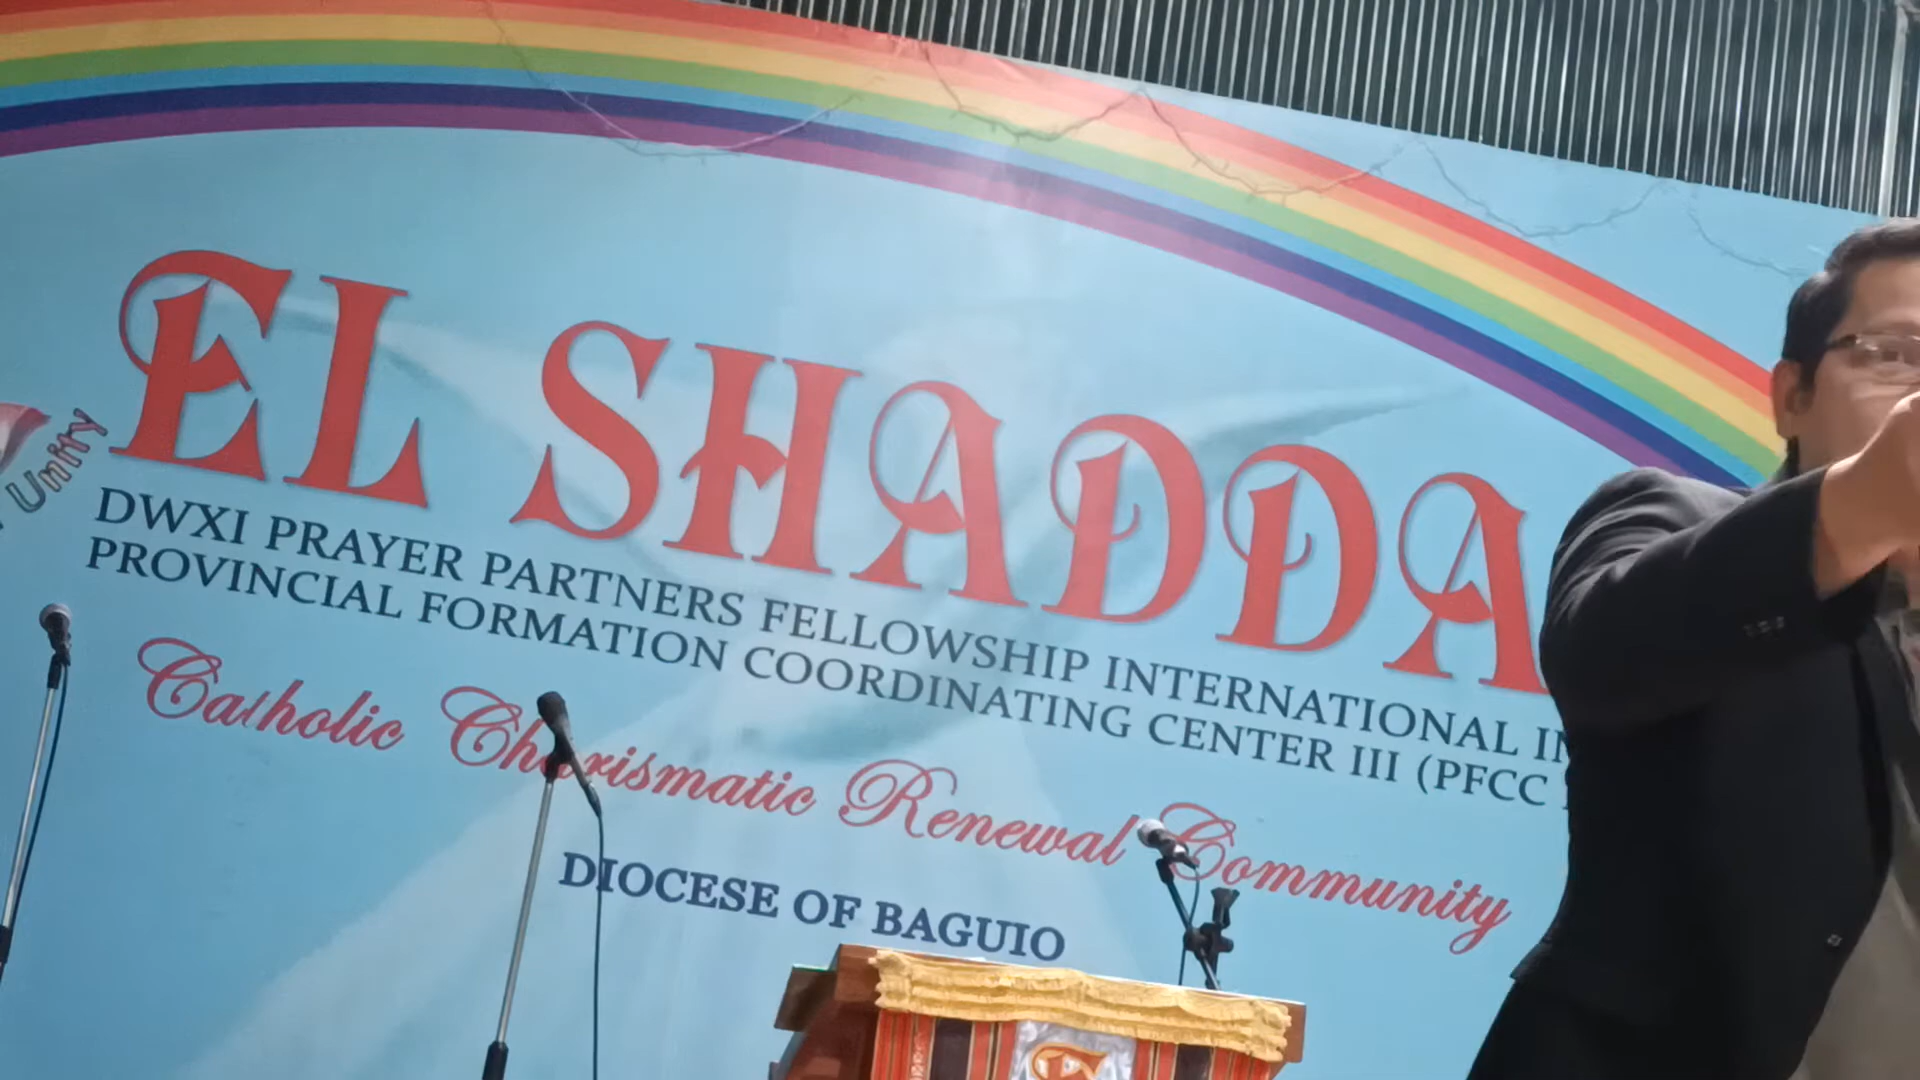 EL SHADDA
Unity
DWXI PRAYER PARTNERS FELLOWSHIP INTERNATIONAL
PROVINCIAL FORMATION COORDINATING CENTER III (PFCC
Catholic Charismatic Renewal Community
DIOCESE OF BAGUIO